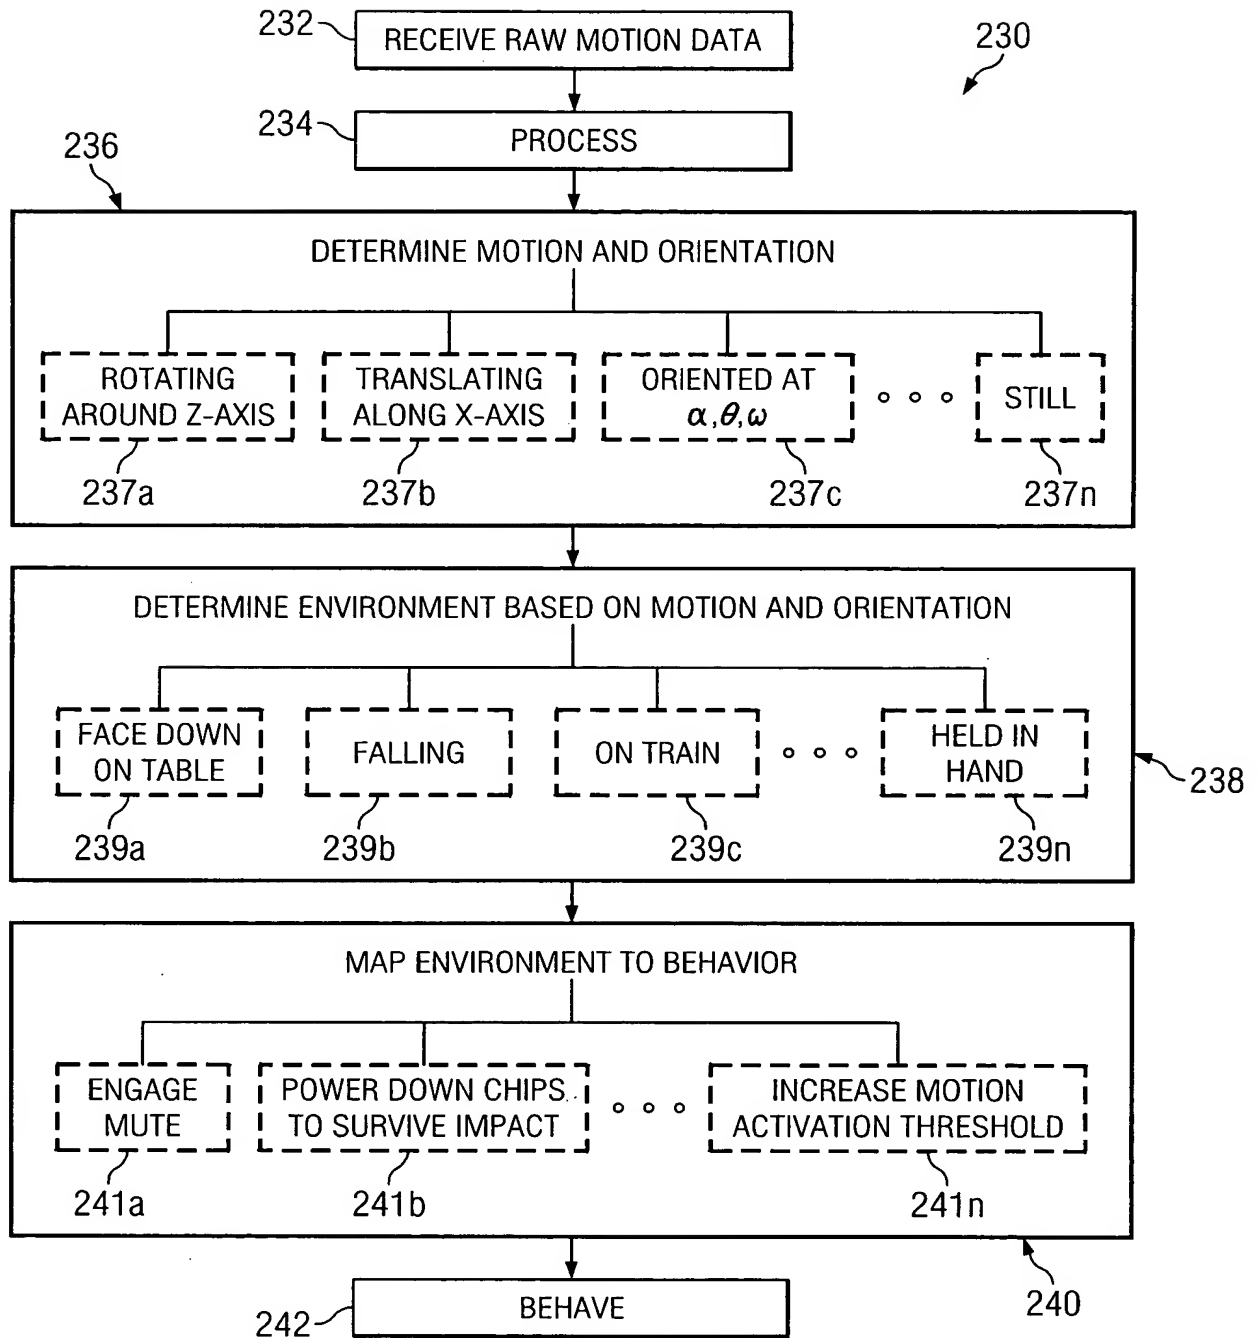 232
RECEIVE RAW MOTION DATA
230
234
PROCESS
236
DETERMINE MOTION AND ORIENTATION
ROTATING
AROUND Z-AXIS
TRANSLATING
ALONG X-AXIS
ORIENTED AT
α,θ,ω
STILL
237a
237b
237c
237n
DETERMINE ENVIRONMENT BASED ON MOTION AND ORIENTATION
FACE DOWN
ON TABLE
FALLING
ON TRAIN
HELD IN
HAND
238
239a
239b
239c
239n
MAP ENVIRONMENT TO BEHAVIOR
ENGAGE
MUTE
POWER DOWN CHIPS
TO SURVIVE IMPACT
INCREASE MOTION
ACTIVATION THRESHOLD
241a
241b
241n
240
242
BEHAVE